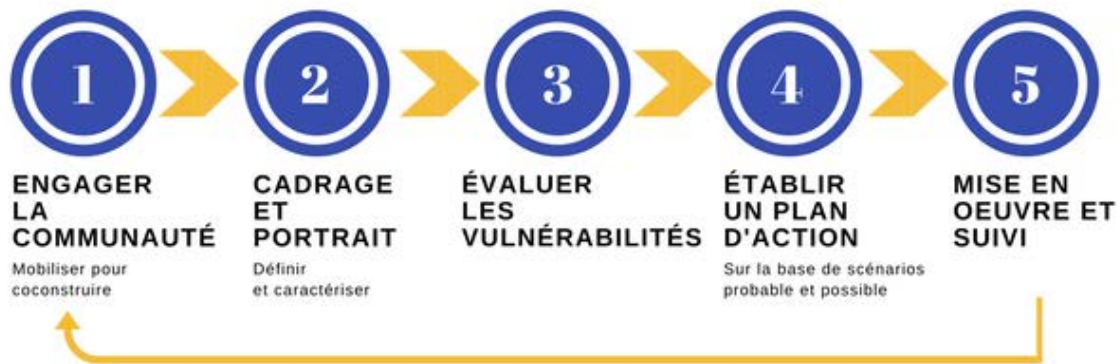 1
ENGAGER
LA
COMMUNAUTÉ
Mobiliser pour
coconstruire
2
CADRAGE
ET
PORTRAIT
Définir
et caractériser
3
ÉVALUER
LES
VULNÉRABILITÉS
4
ÉTABLIR
UN PLAN
D'ACTION
Sur la base de scénarios
probable et possible
5
MISE EN
OEUVRE ET
SUIVI